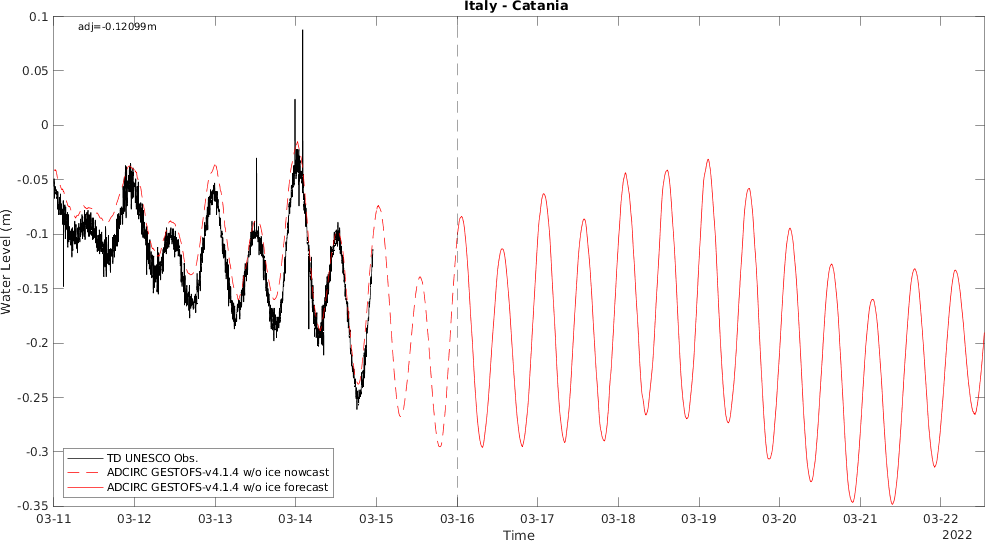 Italy - Catania
adj=-0.12099m
0.1
0.05
0
-0.05
-0.1
-0.15
-0.2
-0.25
-0.3
-0.35
Water Level (m)
TD UNESCO Obs.
ADCIRC GESTOFS-v4.1.4 w/o ice nowcast
ADCIRC GESTOFS-v4.1.4 w/o ice forecast
03-11 03-12 03-13 03-14 03-15 03-16 03-17 03-18 03-19 03-20 03-21 03-22
Time
2022